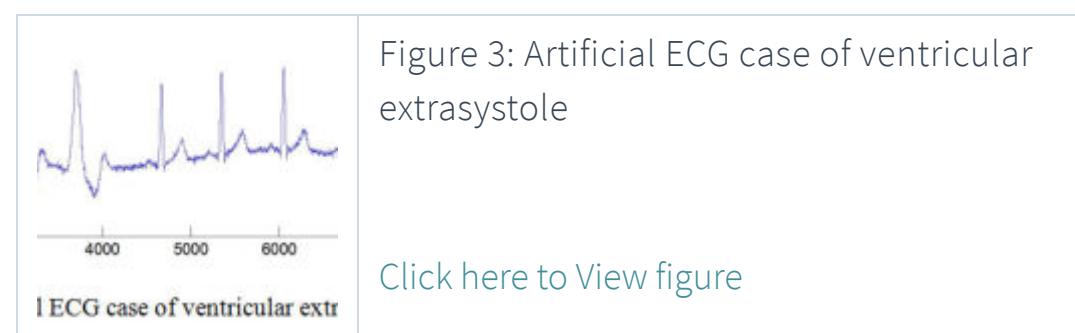 Figure 3: Artificial ECG case of ventricular
extrasystole
Click here to View figure
4000 5000 6000
l ECG case of ventricular extr